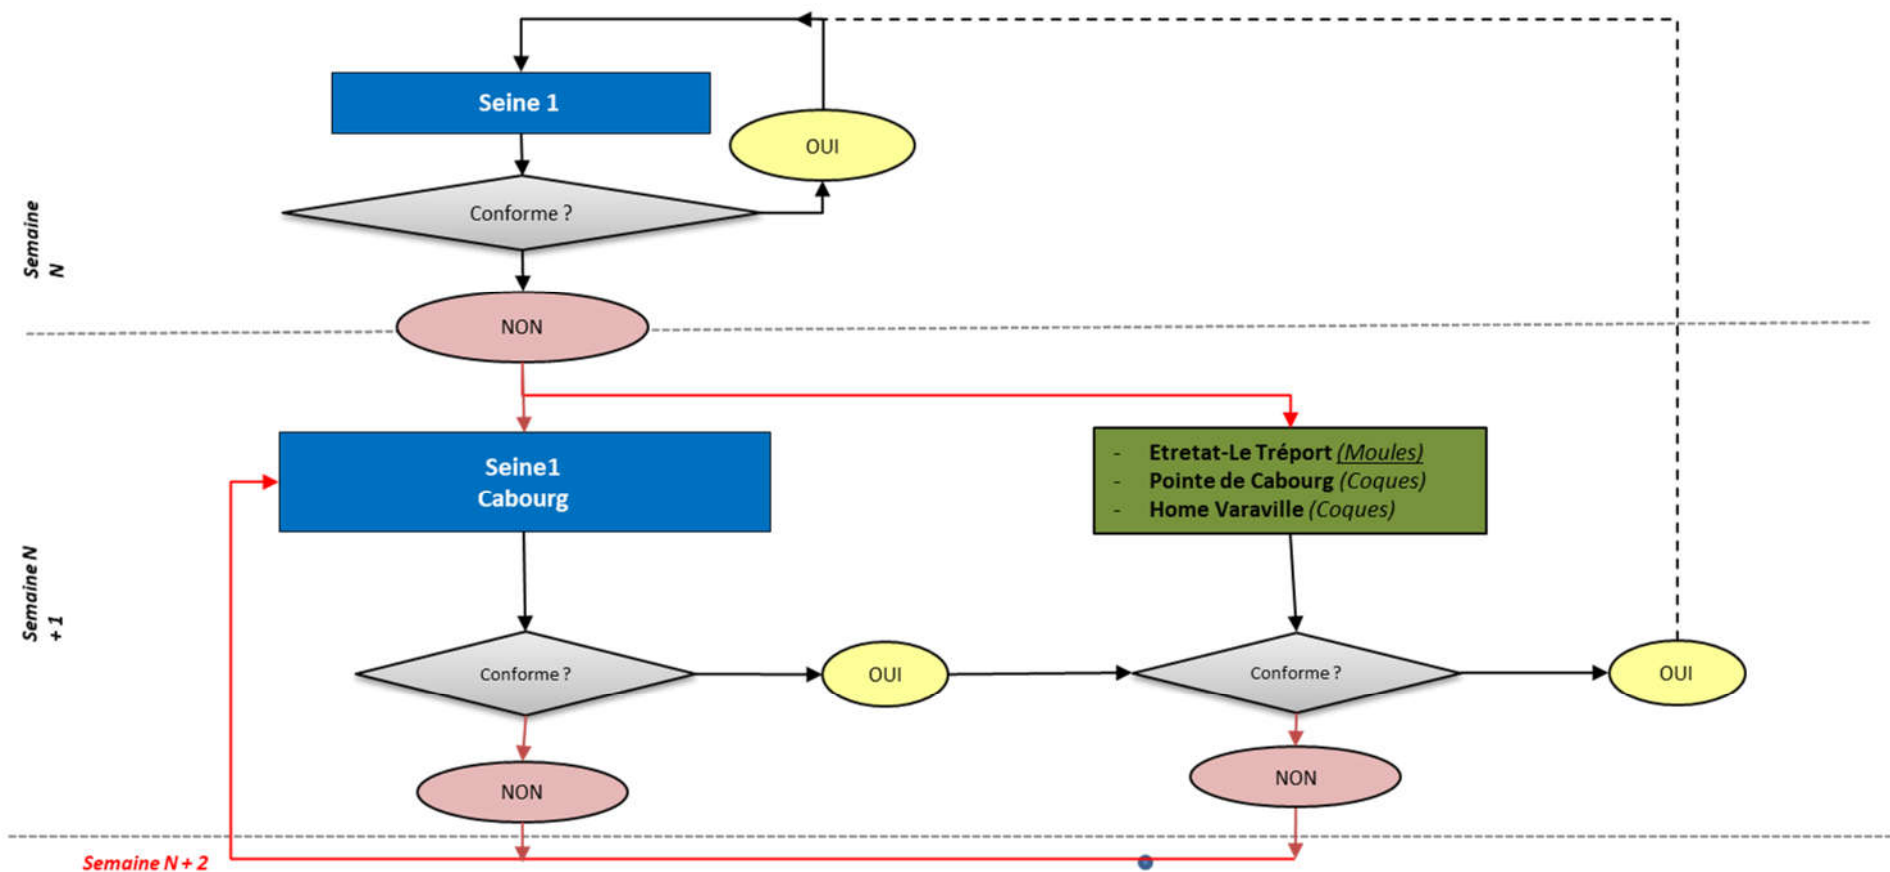 Seine 1
OUI
Conforme ?
Semaine
N
NON
Seine1
Cabourg
- Etretat-Le Tréport (Moules)
- Pointe de Cabourg (Coques)
- Home Varaville (Coques)
Semaine N
+ 1
Conforme ?
OUI
Conforme ?
OUI
NON
NON
Semaine N + 2